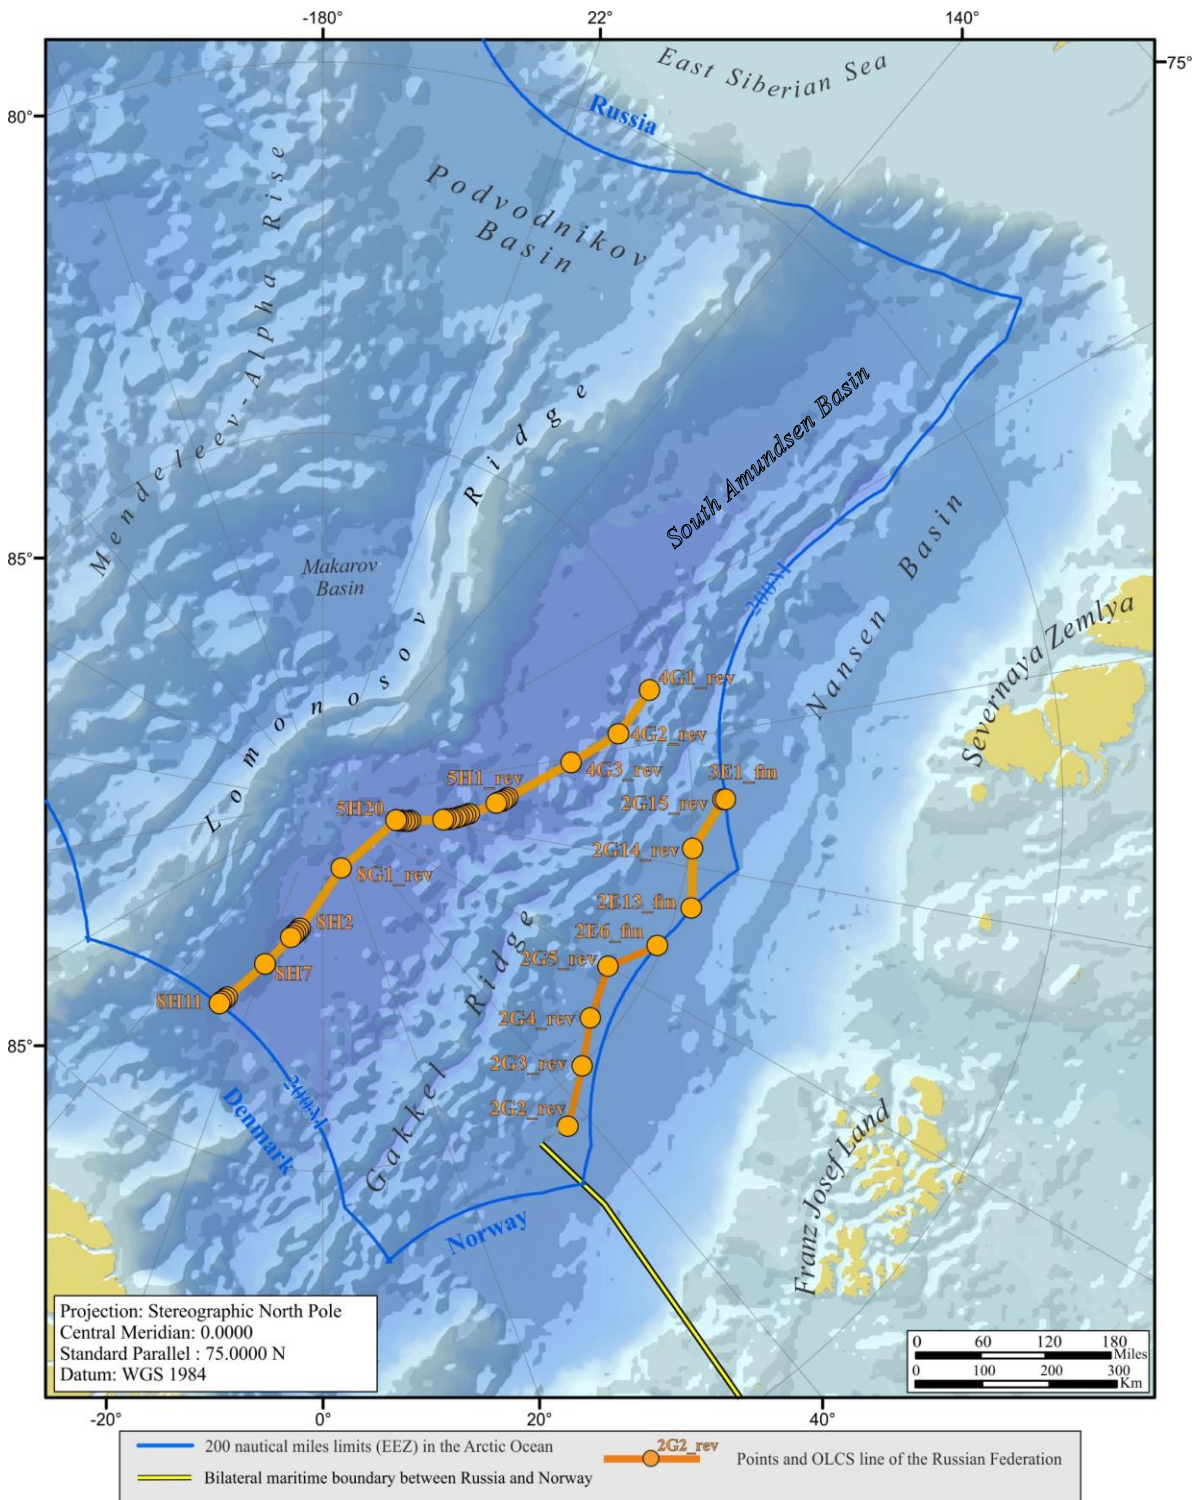 -180°
22°
140°
75°
80°
85°
85°
East Siberian Sea
Russia
Podvodnikov
Basin
Mendeleev-Alpha Rise
Lomonosov Ridge
Makarov
Basin
South Amundsen Basin
200M
Nansen Basin
Severnaya Zemlya
4G1_rev
4G2_rev
4G3_rev
5H1_rev
5H20
3E1_fin
2G15_rev
2G14_rev
8G1_rev
2E13_fin
8H2
2E6_fin
2G5_rev
8H7
8H11
2G4_rev
2G3_rev
2G2_rev
Gakkel Ridge
200M
Denmark
Norway
Franz Josef Land
Projection: Stereographic North Pole
Central Meridian: 0.0000
Standard Parallel : 75.0000 N
Datum: WGS 1984
0 60 120 180
Miles
0 100 200 300
Km
-20°
0°
20°
40°
200 nautical miles limits (EEZ) in the Arctic Ocean
2G2_rev
Points and OLCS line of the Russian Federation
Bilateral maritime boundary between Russia and Norway